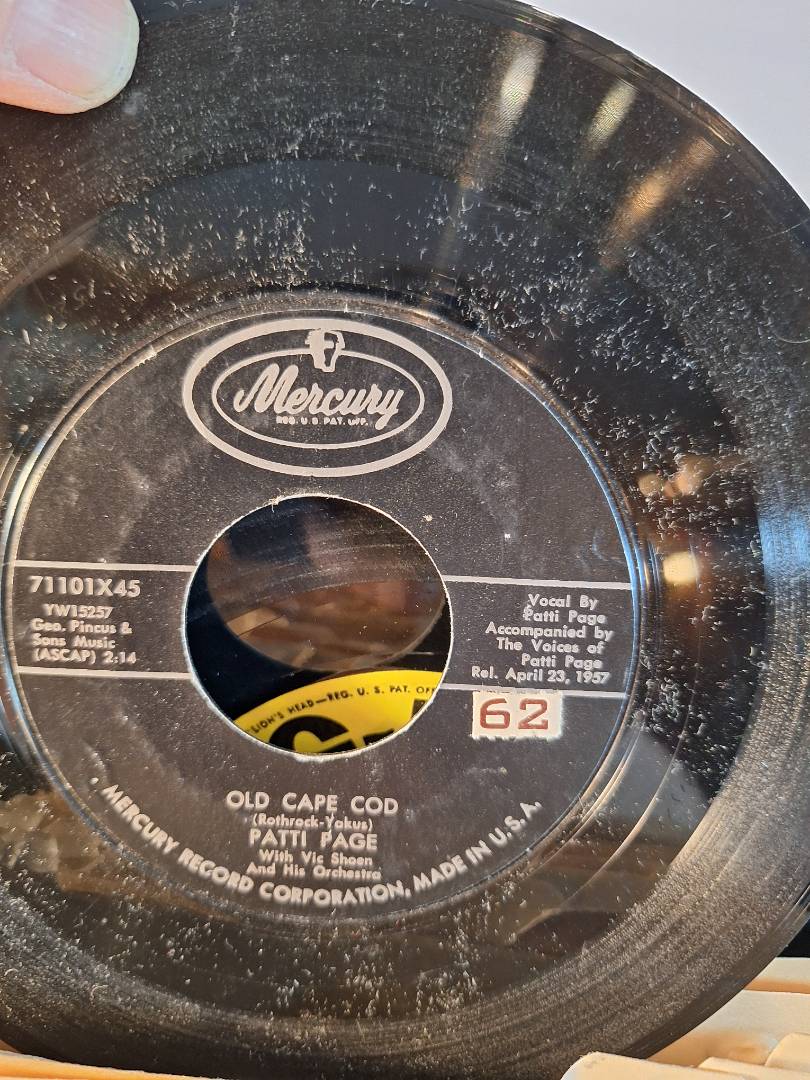 Mercury
REG. U. S. PAT. OFF.
71101X45
YW15257
Geo. Pincus &
Sons Music
(ASCAP) 2:14
Vocal By
Patti Page
Accompanied by
The Voices of
Patti Page
Rel. April 23, 1957
62
LION'S HEAD—REG. U. S. PAT. OFF
OLD CAPE COD
(Rothrock-Yakus)
PATTI PAGE
With Vic Shoen
And His Orchestra
MERCURY RECORD CORPORATION, MADE IN U.S.A.